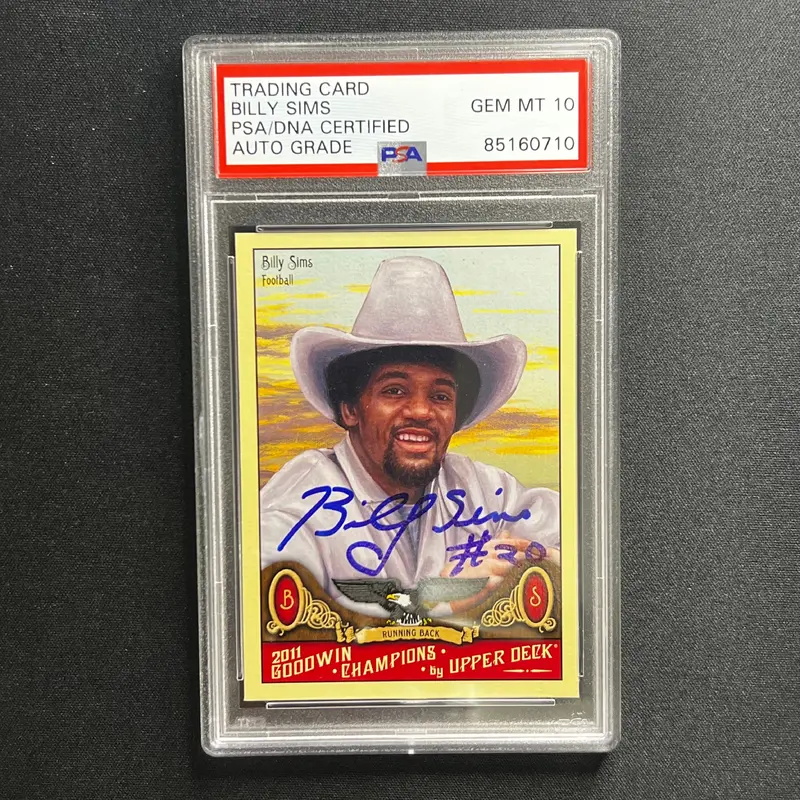 TRADING CARD
BILLY SIMS GEM MT 10
PSA/DNA CERTIFIED
AUTO GRADE PSA 85160710
Billy Sims
Football
Billy Sims
#20
B S
RUNNING BACK
2011 GOODWIN · CHAMPIONS · by UPPER DECK®